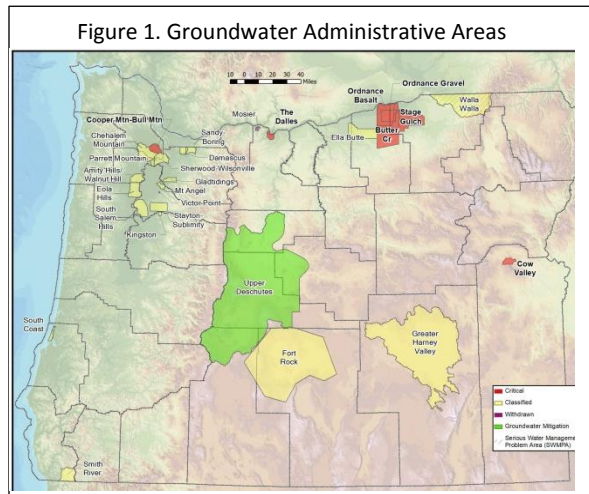 Figure 1. Groundwater Administrative Areas
10 0 10 20 30 40
Miles
Ordnance Gravel
Ordnance
Basalt
Walla
Walla
Stage
Gulch
The
Dalles
Mosier
Cooper Mtn-Bull Mtn
Sandy-
Boring
Ella Butte
Butter
Cr
Chehalem
Mountain
Damascus
Parrett Mountain
Sherwood-Wilsonville
Amity Hills/
Walnut Hill
Gladtidings
Mt Angel
Eola
Hills
Victor-Point
South
Salem
Hills
Stayton-
Sublimity
Kingston
Cow
Valley
Upper
Deschutes
South
Coast
Greater
Harney
Valley
Fort
Rock
Critical
Classified
Withdrawn
Groundwater Mitigation
Serious Water Management
Problem Area (SWMPA)
Smith
River